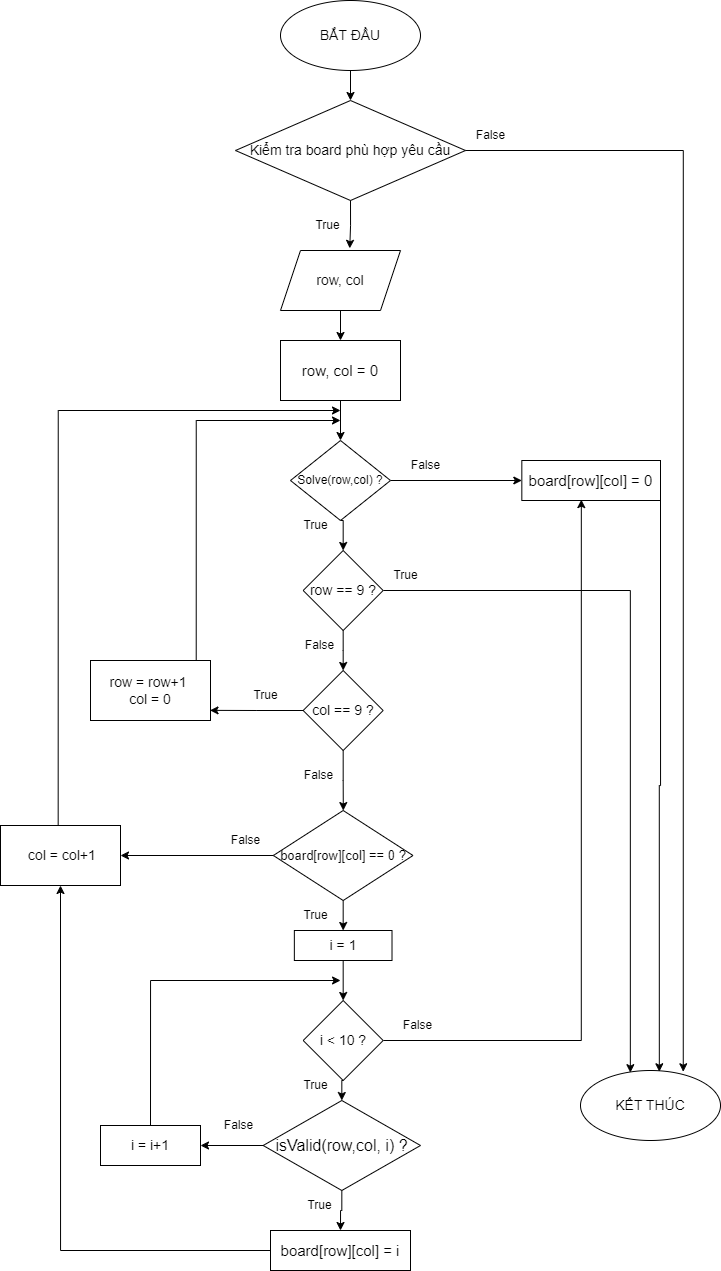 BẮT ĐẦU
Kiểm tra board phù hợp yêu cầu
False
True
row, col
row, col = 0
Solve(row,col) ?
False
board[row][col] = 0
True
row == 9 ?
True
False
row = row+1
col = 0
True
col == 9 ?
False
col = col+1
False
board[row][col] == 0 ?
True
i = 1
i < 10 ?
False
True
KẾT THÚC
i = i+1
False
isValid(row,col, i) ?
True
board[row][col] = i